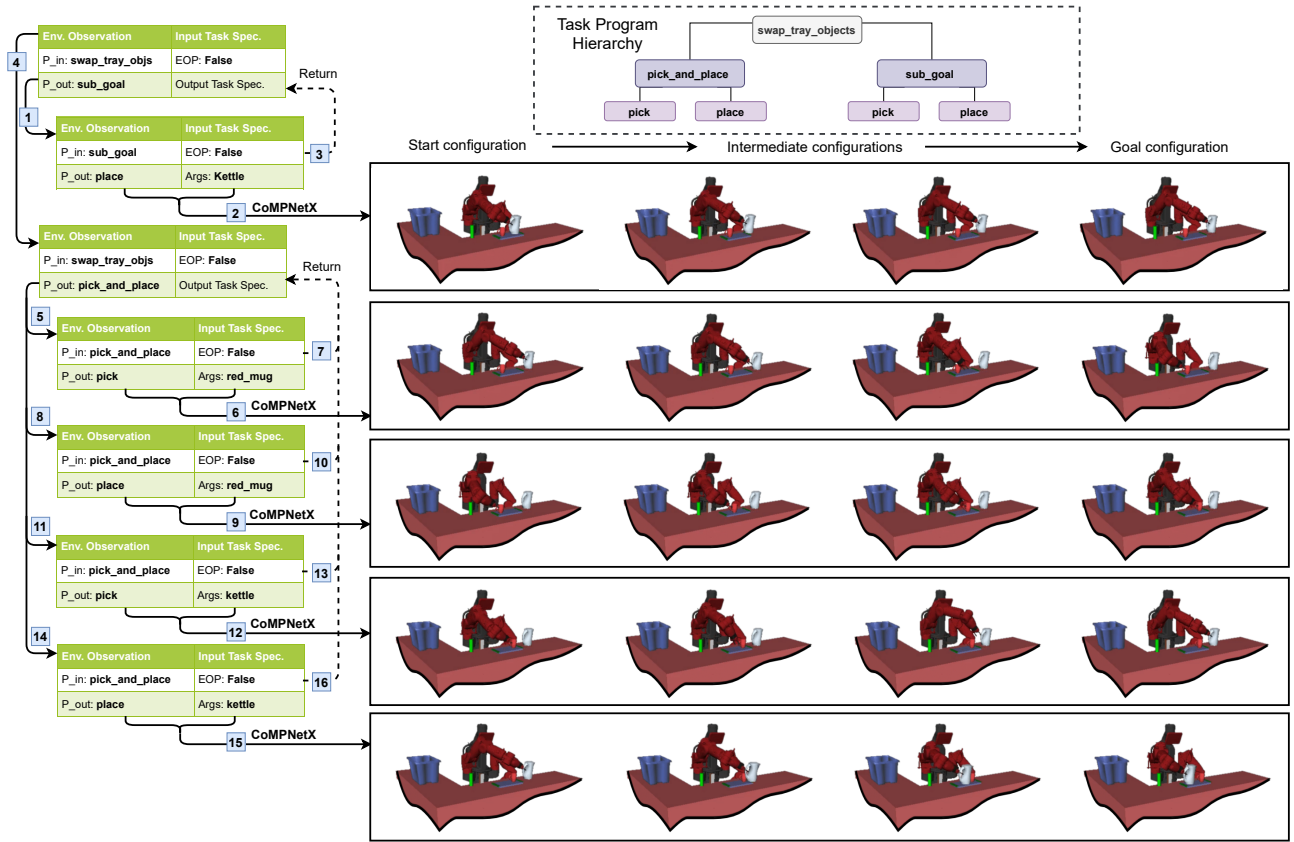 Task Program
Hierarchy
swap_tray_objects
pick_and_place
sub_goal
pick
place
pick
place
Start configuration
Intermediate configurations
Goal configuration
Env. Observation
Input Task Spec.
P_in: swap_tray_objs
EOP: False
P_out: sub_goal
Output Task Spec.
4
Return
1
Env. Observation
Input Task Spec.
P_in: sub_goal
EOP: False
3
P_out: place
Args: Kettle
2
CoMPNetX
Env. Observation
Input Task Spec.
P_in: swap_tray_objs
EOP: False
P_out: pick_and_place
Output Task Spec.
Return
5
Env. Observation
Input Task Spec.
P_in: pick_and_place
EOP: False
7
P_out: pick
Args: red_mug
6
CoMPNetX
8
Env. Observation
Input Task Spec.
P_in: pick_and_place
EOP: False
10
P_out: place
Args: red_mug
9
CoMPNetX
11
Env. Observation
Input Task Spec.
P_in: pick_and_place
EOP: False
13
P_out: pick
Args: kettle
12
CoMPNetX
14
Env. Observation
Input Task Spec.
P_in: pick_and_place
EOP: False
16
P_out: place
Args: kettle
15
CoMPNetX